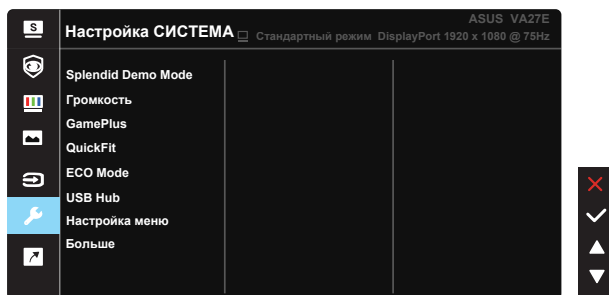 S
ASUS VA27E
Настройка СИСТЕМА Стандартный режим DisplayPort 1920 x 1080 @ 75Hz
Splendid Demo Mode
Громкость
GamePlus
QuickFit
ECO Mode
USB Hub
Настройка меню
Больше